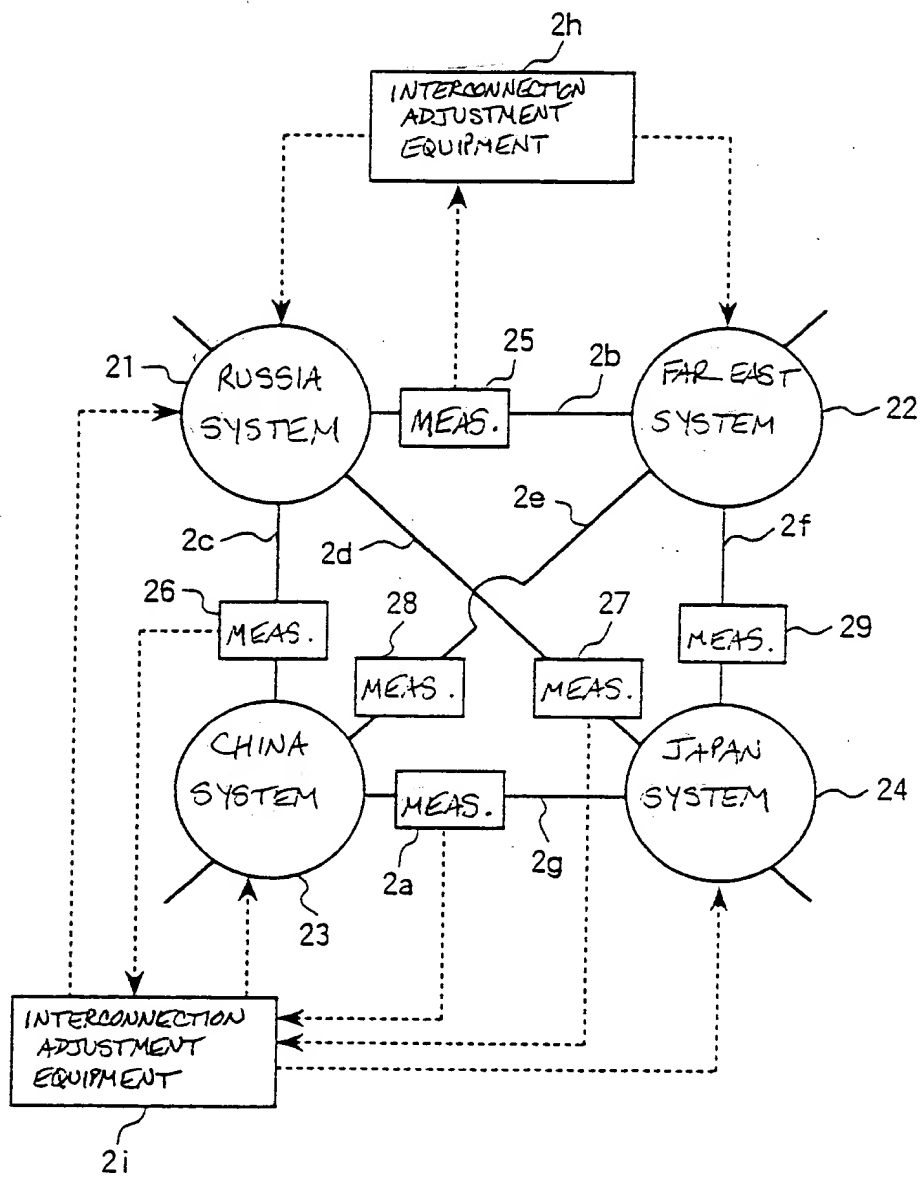 2h
INTERCONNECTION
ADJUSTMENT
EQUIPMENT
21
RUSSIA
SYSTEM
25
MEAS.
2b
FAR EAST
SYSTEM
22
2c
2d
2e
2f
26
MEAS.
28
MEAS.
27
MEAS.
MEAS.
29
CHINA
SYSTEM
23
MEAS.
2a
2g
JAPAN
SYSTEM
24
INTERCONNECTION
ADJUSTMENT
EQUIPMENT
2i